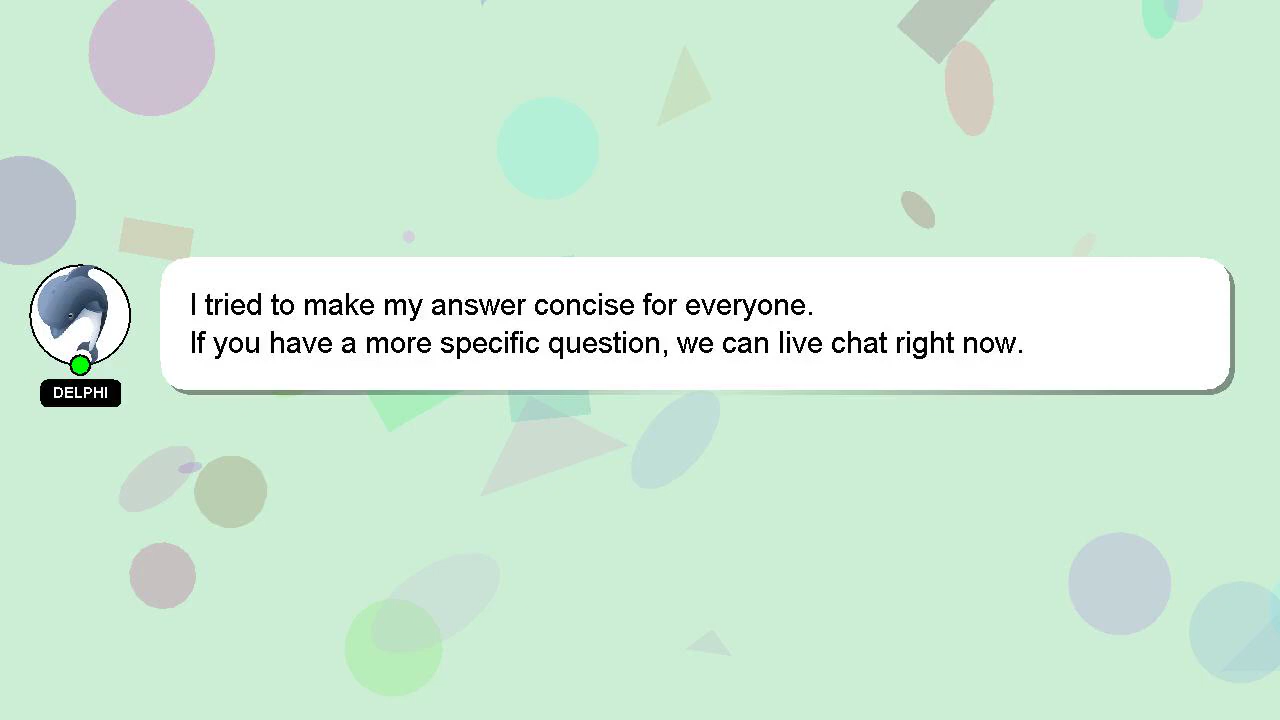 I tried to make my answer concise for everyone.
If you have a more specific question, we can live chat right now.
DELPHI